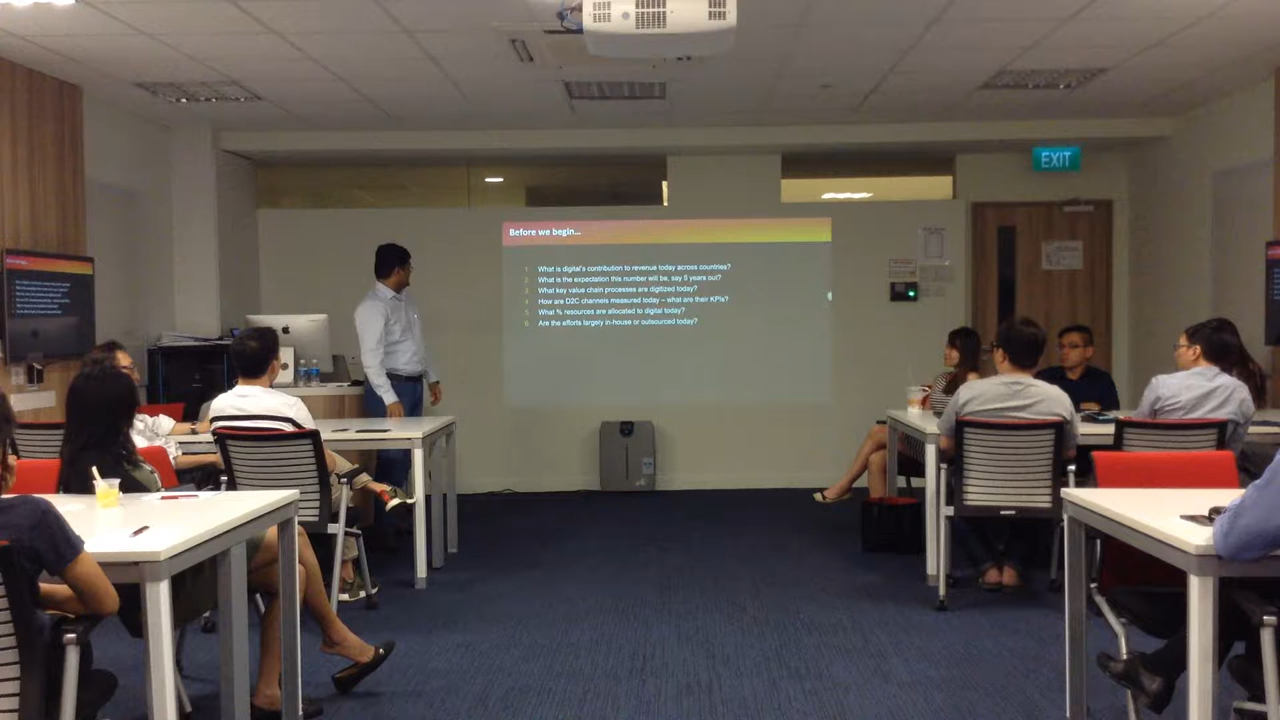 EXIT
Before we begin...
1. What is digital's contribution to revenue today across countries?
2. What is the expectation this number will be, say 5 years out?
3. What key value chain processes are digitized today?
4. How are D2C channels measured today – what are their KPIs?
5. What % resources are allocated to digital today?
6. Are the efforts largely in-house or outsourced today?